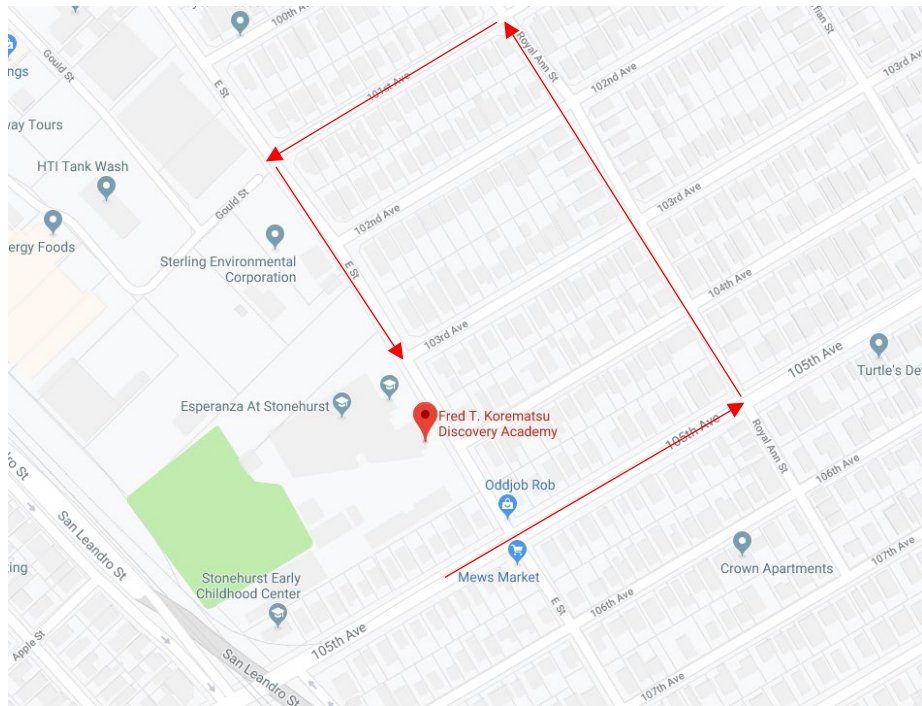 100th Ave
Gould St
E St
Royal Ann St
103rd Ave
ngs
101st Ave
102nd Ave
way Tours
HTI Tank Wash
Gould St
103rd Ave
102nd Ave
ergy Foods
Sterling Environmental
Corporation
E St
104th Ave
103rd Ave
105th Ave
Turtle's De
Esperanza At Stonehurst
Fred T. Korematsu
Discovery Academy
105th Ave
Royal Ann St
106th Ave
Oddjob Rob
San Leandro St
107th Ave
ing
Mews Market
Crown Apartments
Stonehurst Early
Childhood Center
E St
106th Ave
Apple St
105th Ave
San Leandro St
107th Ave